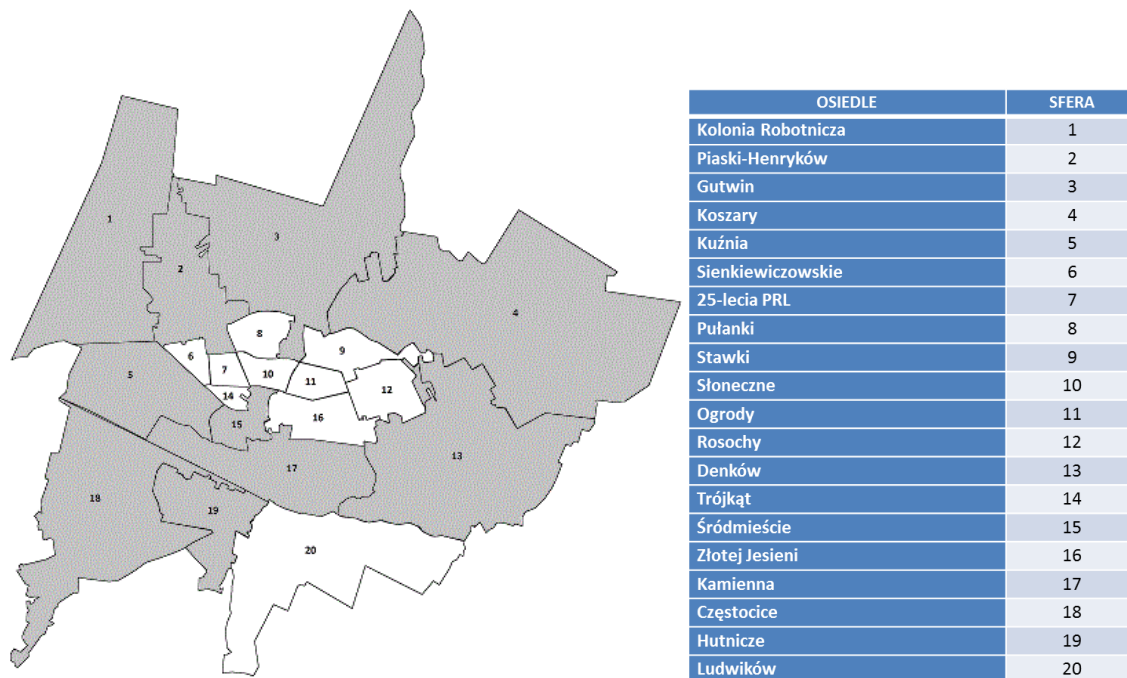 1
2
3
4
5
6
7
8
9
10
11
12
13
14
15
16
17
18
19
20
OSIEDLE SFERA
Kolonia Robotnicza 1
Piaski-Henryków 2
Gutwin 3
Koszary 4
Kuźnia 5
Sienkiewiczowskie 6
25-lecia PRL 7
Pułanki 8
Stawki 9
Słoneczne 10
Ogrody 11
Rosochy 12
Denków 13
Trójkąt 14
Śródmieście 15
Złotej Jesieni 16
Kamienna 17
Częstocice 18
Hutnicze 19
Ludwików 20